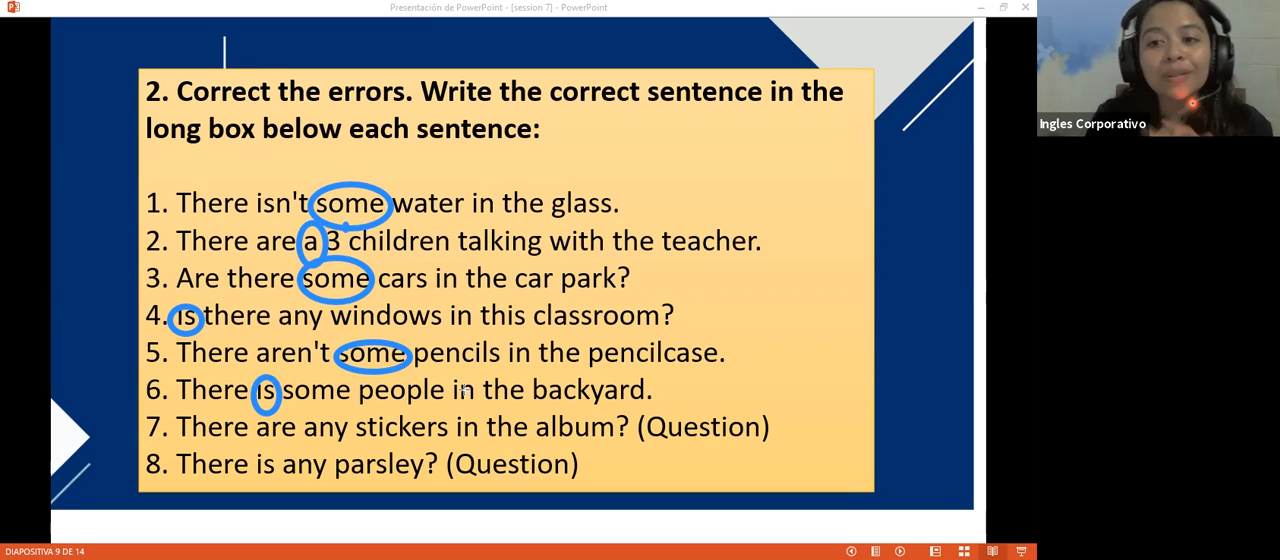 Presentación de PowerPoint - [session 7] - PowerPoint
2. Correct the errors. Write the correct sentence in the
long box below each sentence:
1. There isn't some water in the glass.
2. There are a 3 children talking with the teacher.
3. Are there some cars in the car park?
4. Is there any windows in this classroom?
5. There aren't some pencils in the pencilcase.
6. There is some people in the backyard.
7. There are any stickers in the album? (Question)
8. There is any parsley? (Question)
Ingles Corporativo
DIAPOSITIVA 9 DE 14